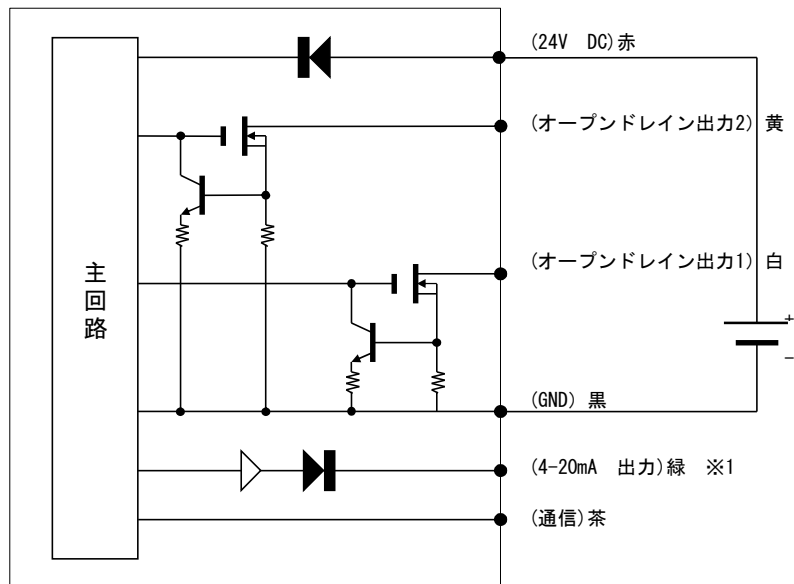 (24V DC)赤
(オープンドレイン出力2) 黄
(オープンドレイン出力1) 白
主回路
+
−
(GND) 黒
(4-20mA 出力)緑 ※1
(通信)茶